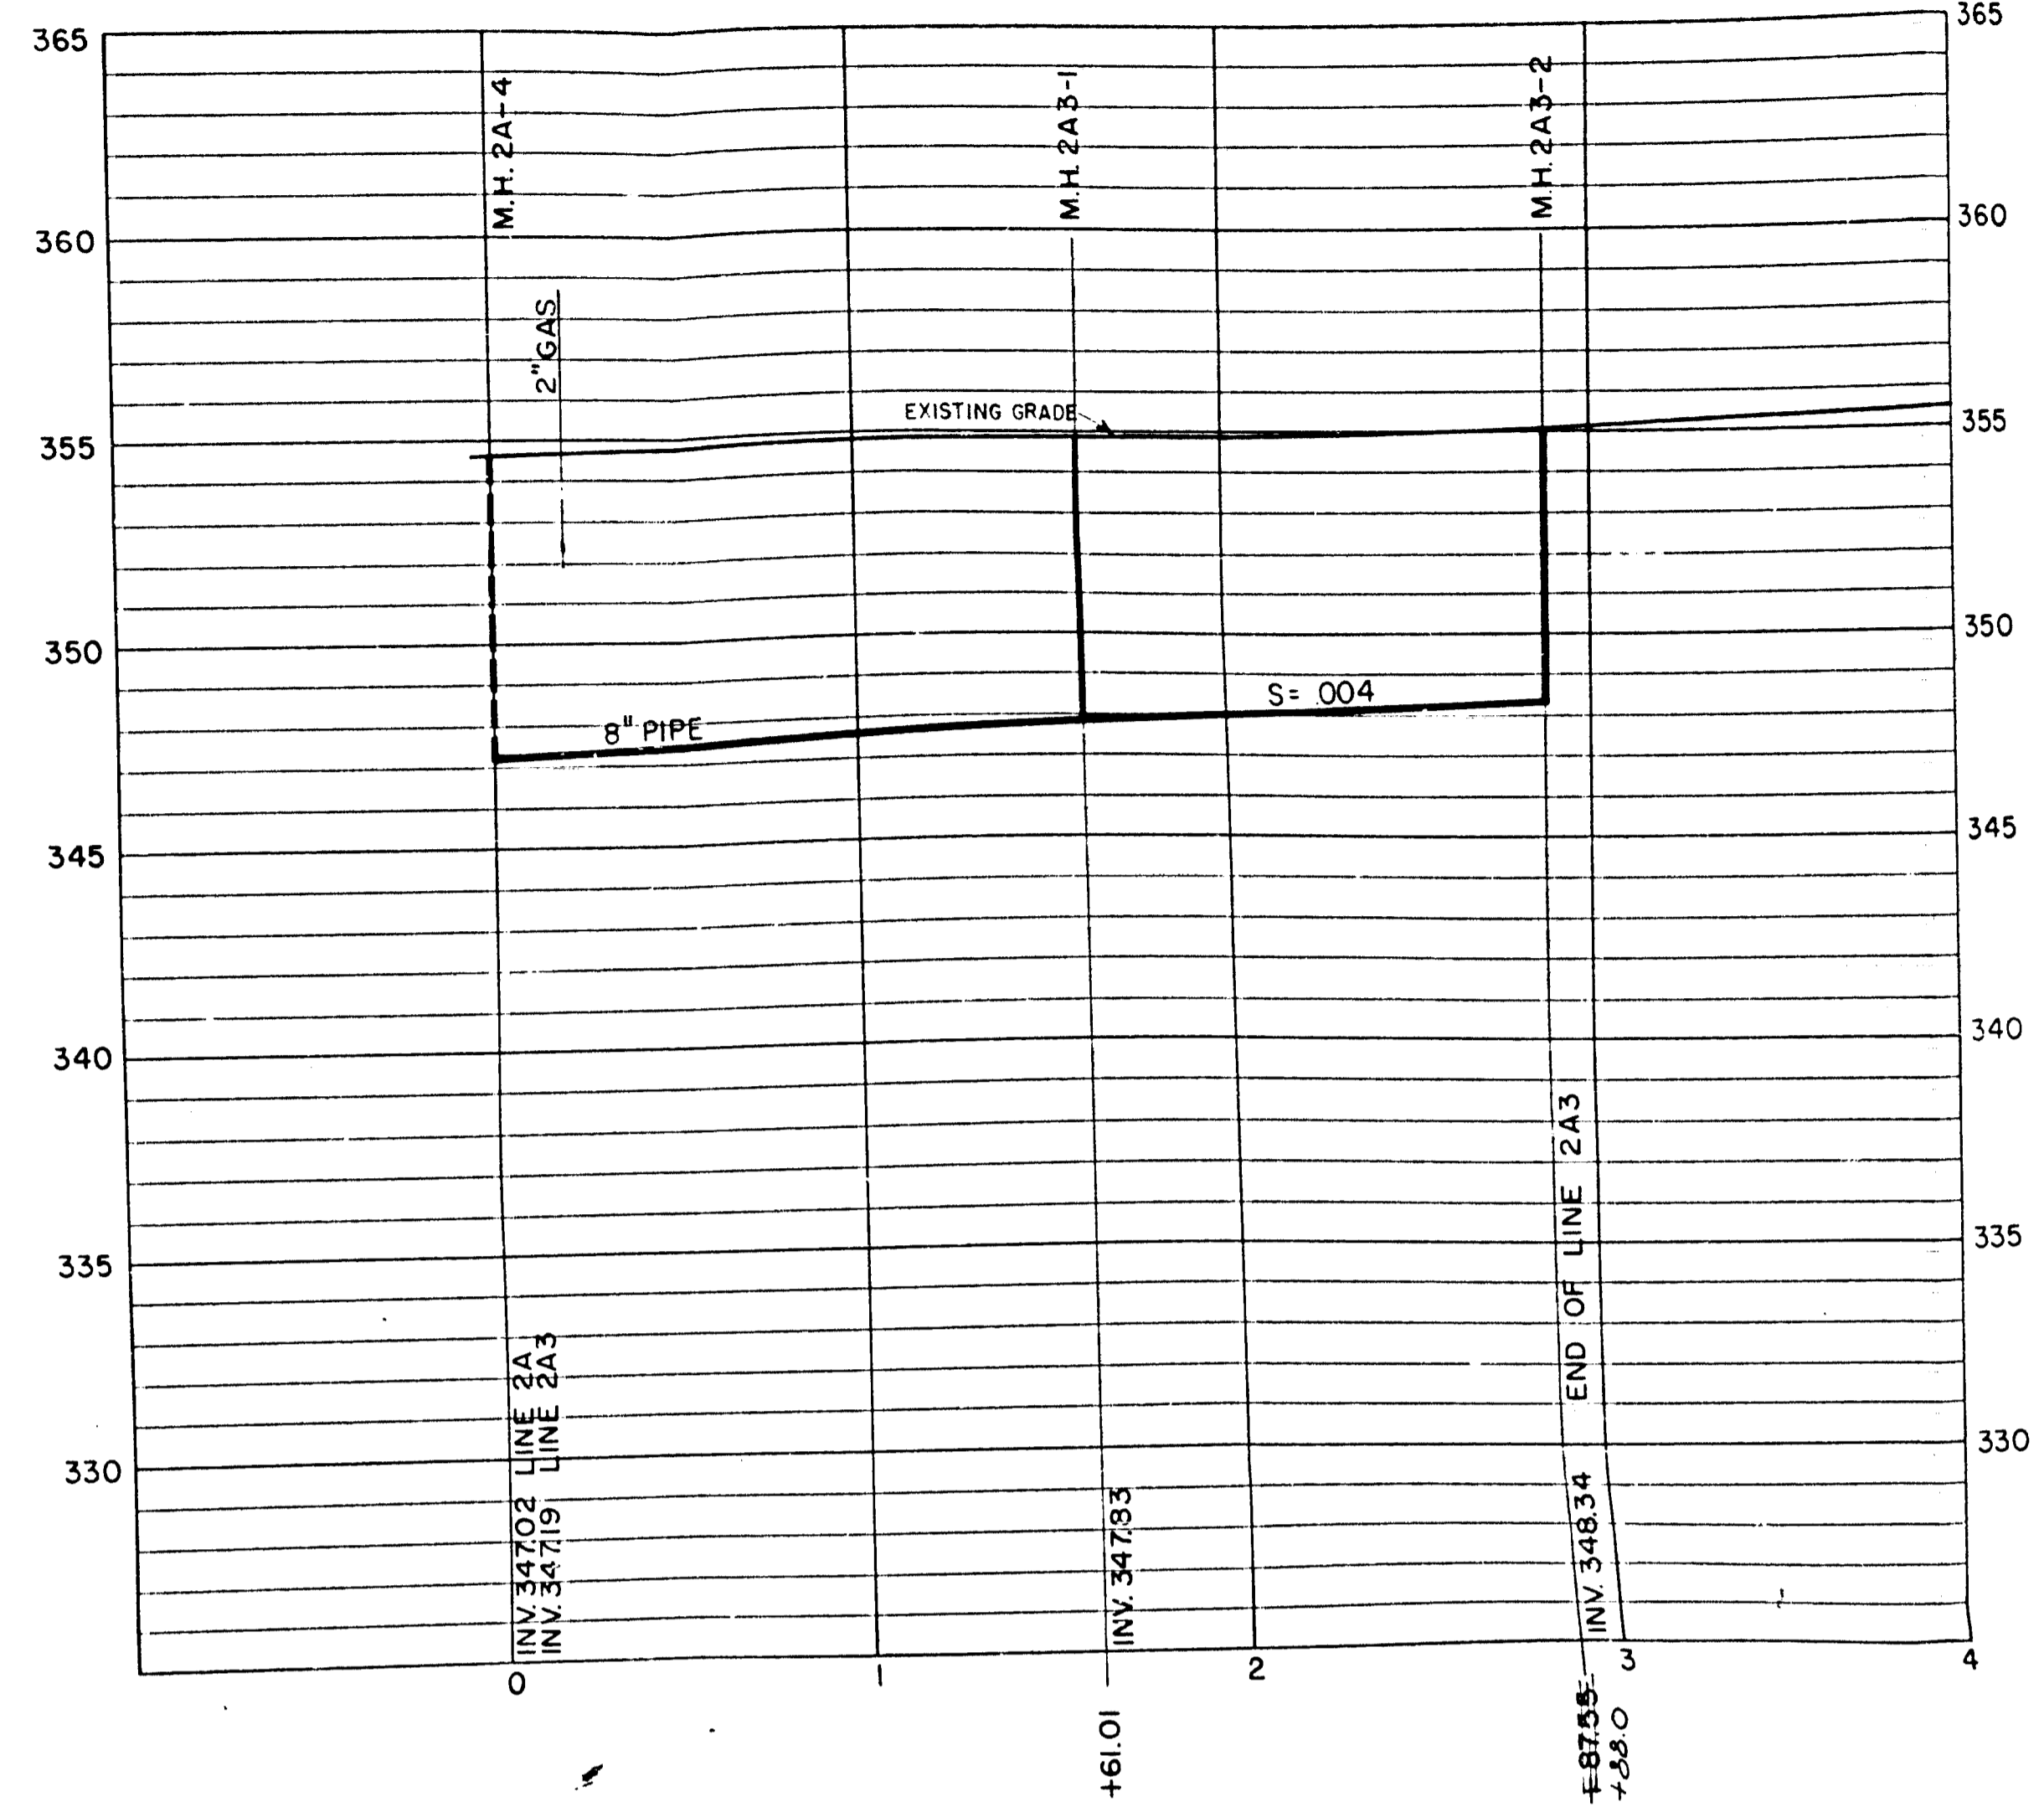 365
365
M.H. 2A-4
M.H. 2A3-1
M.H. 2A3-2
360
360
2" GAS
EXISTING GRADE
355
355
350
350
8" PIPE
S= .004
345
345
340
340
335
335
330
330
INV. 347.02 LINE 2A
INV. 347.19 LINE 2A3
INV. 347.83
INV. 348.34 END OF LINE 2A3
0
1
2
3
4
+61.01
+87.55
+88.0